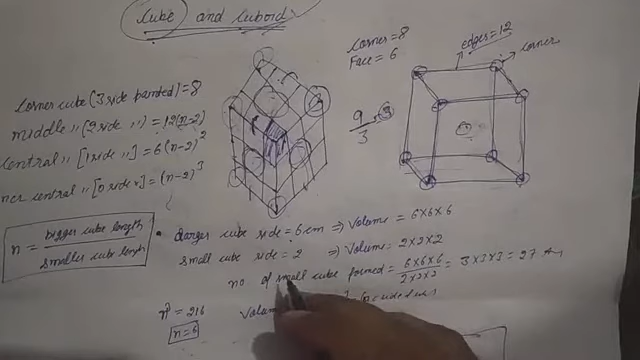 Cube and Cuboid
Corner = 8
Face = 6
edges = 12
corner
Corner cube (3 side painted) = 8
middle ,, (2 side ,,) = 12(n-2)
Central ,, [1 side ,,] = 6(n-2)²
central ,, [0 side ,,] = (n-2)³
9/3 → 3
n = bigger cube length / smaller cube length
Larger cube side = 6 cm ⇒ Volume = 6×6×6
small cube side = 2 ⇒ Volume = 2×2×2
no of small cube formed = 6×6×6 / 2×2×2 = 3×3×3 = 27 Ans
n³ = 216
n = 6